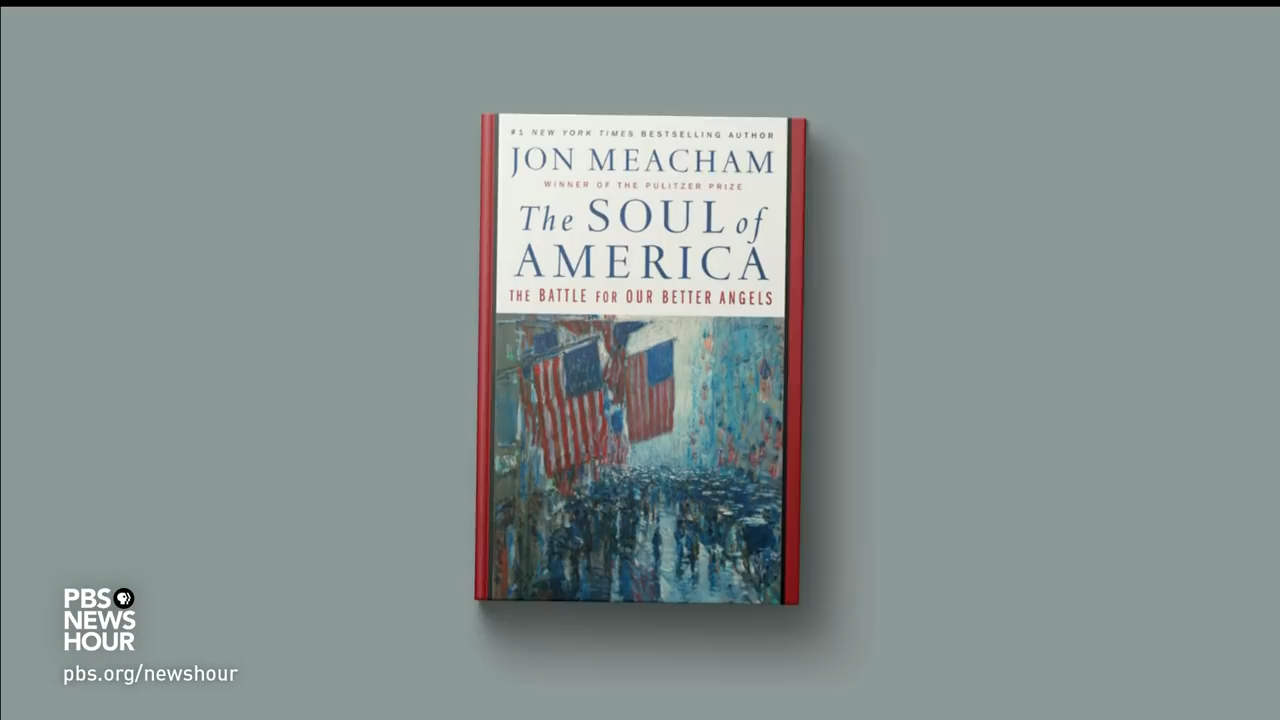 #1 NEW YORK TIMES BESTSELLING AUTHOR
JON MEACHAM
WINNER OF THE PULITZER PRIZE
The SOUL of
AMERICA
THE BATTLE FOR OUR BETTER ANGELS
PBS
NEWS
HOUR
pbs.org/newshour